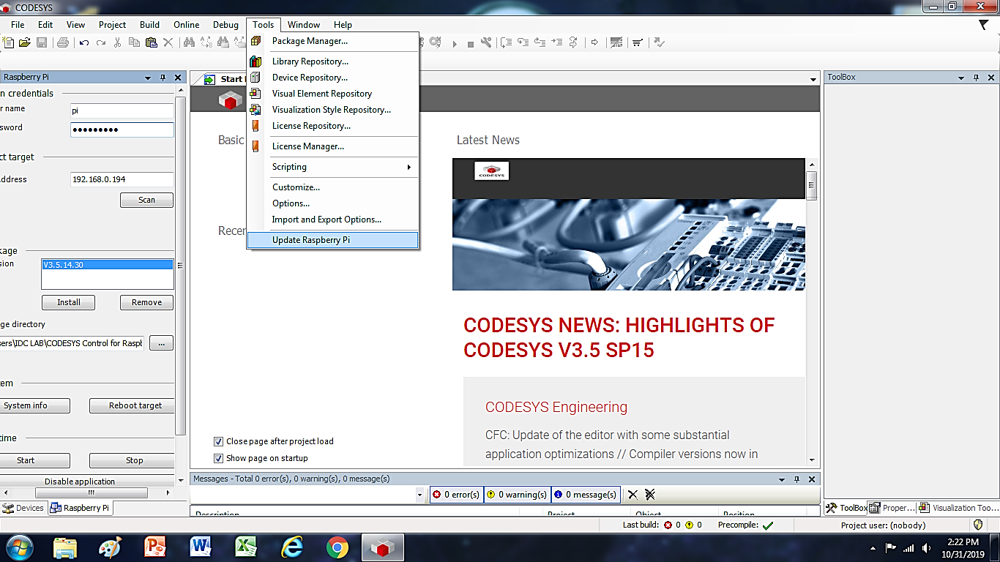 CODESYS
File Edit View Project Build Online Debug Tools Window Help
Package Manager...
Library Repository...
Device Repository...
Visual Element Repository
Visualization Style Repository...
License Repository...
License Manager...
Scripting
Customize...
Options...
Import and Export Options...
Update Raspberry Pi
Raspberry Pi
n credentials
r name
pi
sword
ct target
ddress
192.168.0.194
Scan
kage
sion
V3.5.14.30
Install Remove
ge directory
ers\IDC LAB\CODESYS Control for Raspb
...
em
System info Reboot target
time
Start Stop
Disable application
Devices Raspberry Pi
Start
Basic
Recer
Latest News
CODESYS
CODESYS NEWS: HIGHLIGHTS OF
CODESYS V3.5 SP15
CODESYS Engineering
CFC: Update of the editor with some substantial
application optimizations // Compiler versions now in
Close page after project load
Show page on startup
Messages - Total 0 error(s), 0 warning(s), 0 message(s)
0 error(s) 0 warning(s) 0 message(s)
Description Project Object Position
ToolBox
ToolBox Proper... Visualization Too...
Last build: 0 0 Precompile: Project user: (nobody)
2:22 PM
10/31/2019